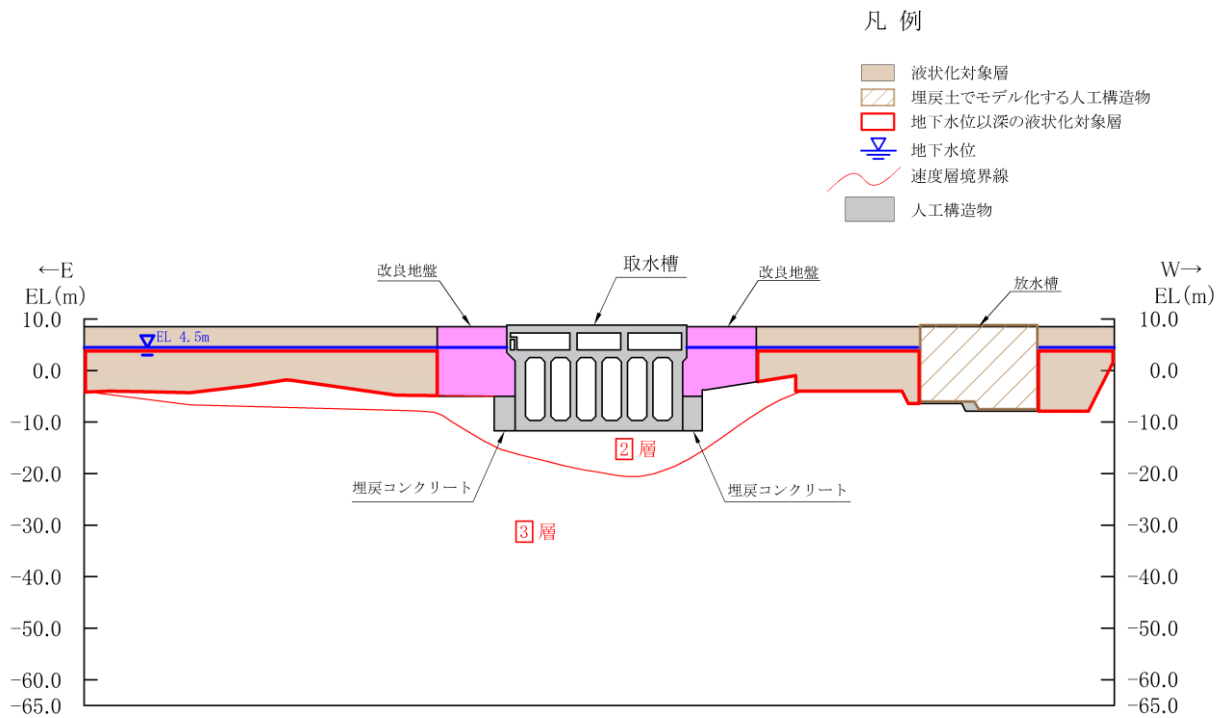 凡 例
液状化対象層
埋戻土でモデル化する人工構造物
地下水位以深の液状化対象層
地下水位
速度層境界線
人工構造物
←E
EL(m)
改良地盤
取水槽
改良地盤
放水槽
W→
EL(m)
10.0
EL 4.5m
0.0
-10.0
-20.0
-30.0
-40.0
-50.0
-60.0
-65.0
2 層
埋戻コンクリート
埋戻コンクリート
3 層
10.0
0.0
-10.0
-20.0
-30.0
-40.0
-50.0
-60.0
-65.0